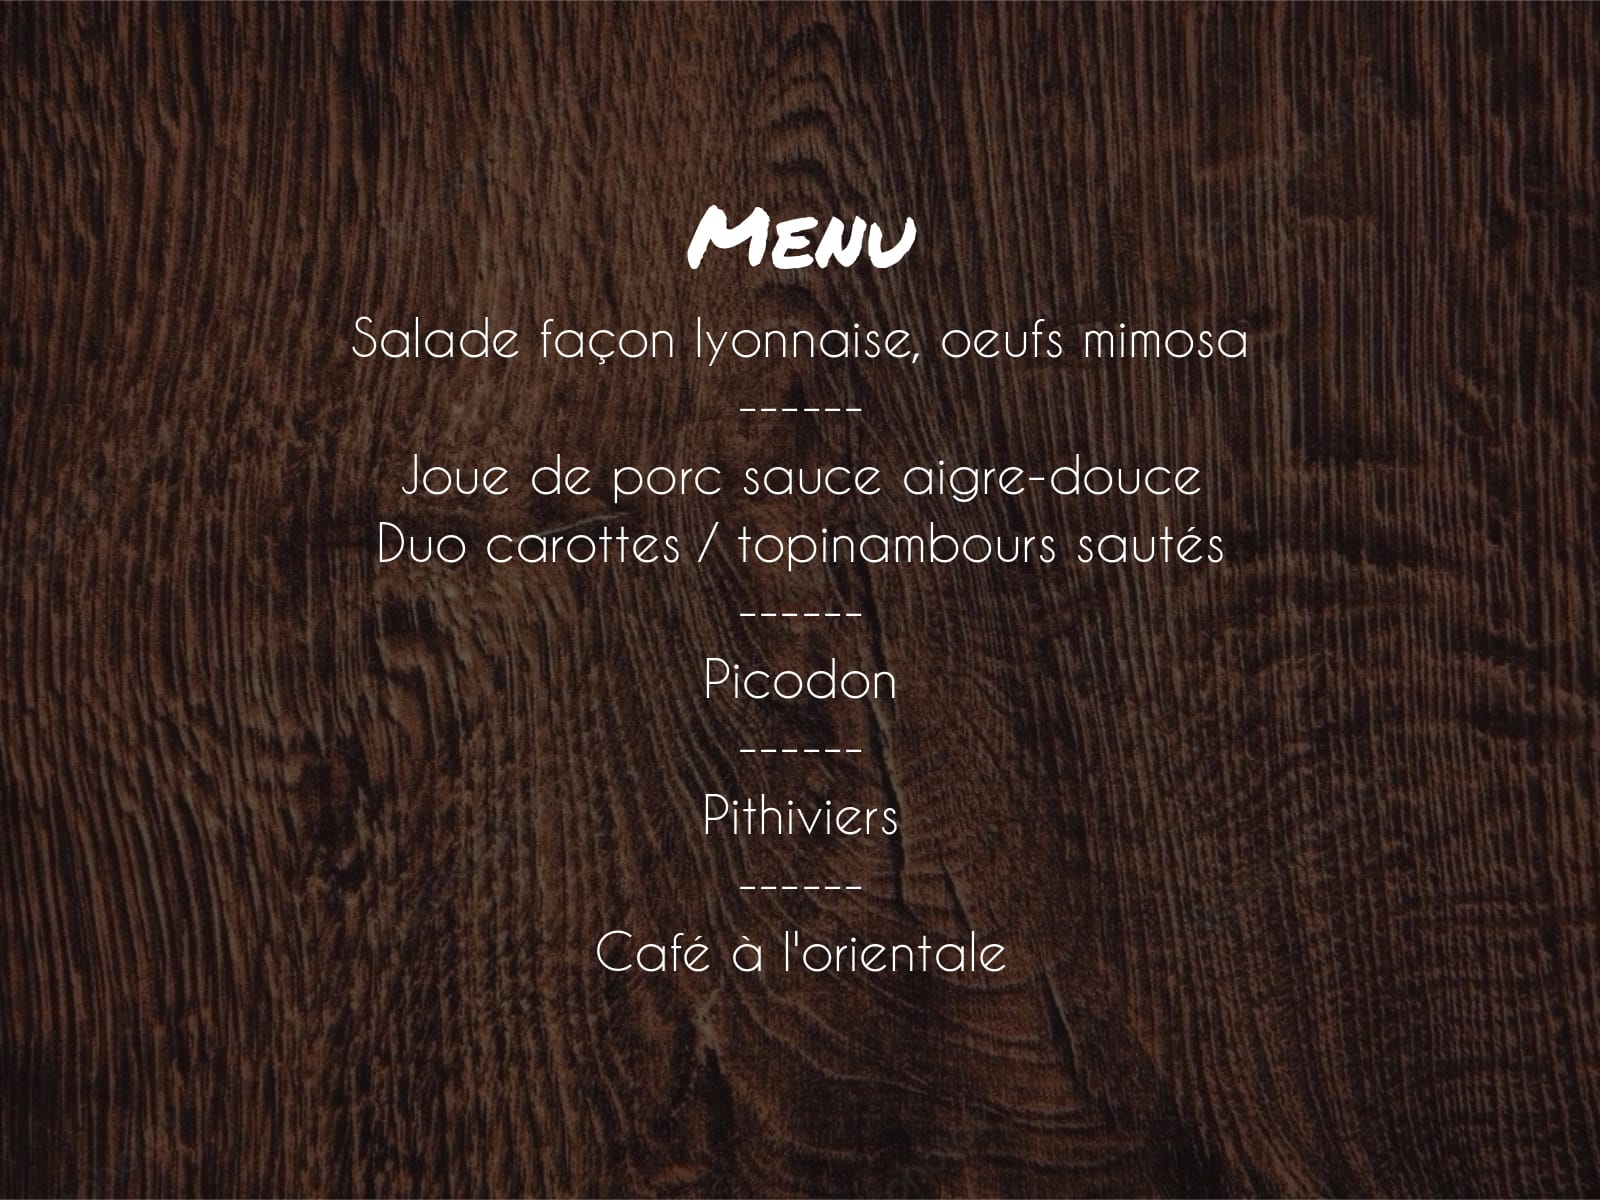 Menu
Salade façon lyonnaise, oeufs mimosa
------
Joue de porc sauce aigre-douce
Duo carottes / topinambours sautés
------
Picodon
------
Pithiviers
------
Café à l'orientale